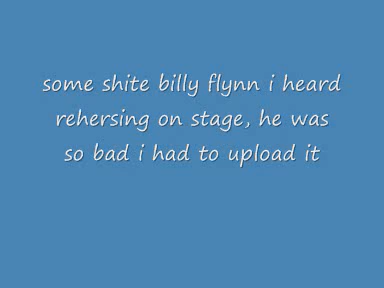 some shite billy flynn i heard
rehersing on stage, he was
so bad i had to upload it